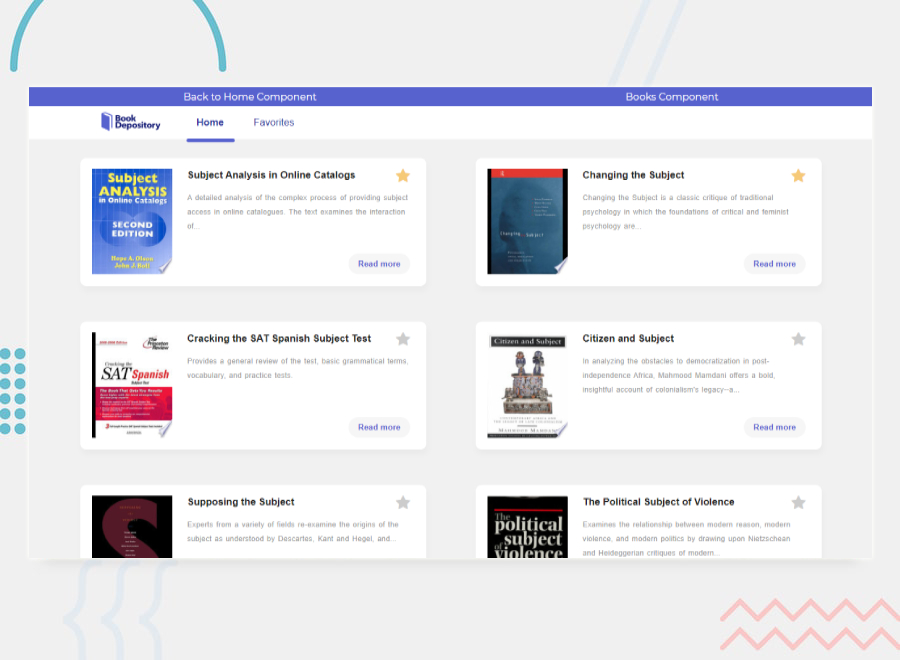 Back to Home Component
Books Component
Book
Depository
Home
Favorites
Subject
ANALYSIS
in Online Catalogs
SECOND
EDITION
Hope A. Olson
John J. Boll
Subject Analysis in Online Catalogs
A detailed analysis of the complex process of providing subject
access in online catalogues. The text examines the interaction
of...
Read more
Changing the Subject
Changing the Subject is a classic critique of traditional
psychology in which the foundations of critical and feminist
psychology are...
Read more
The
Princeton
Review
Cracking the
SAT Spanish
Subject Test
Cracking the SAT Spanish Subject Test
Provides a general review of the test, basic grammatical terms,
vocabulary, and practice tests.
Read more
Citizen and Subject
Citizen and Subject
In analyzing the obstacles to democratization in post-
independence Africa, Mahmood Mamdani offers a bold,
insightful account of colonialism's legacy--a...
Read more
Supposing the Subject
Experts from a variety of fields re-examine the origins of the
subject as understood by Descartes, Kant and Hegel, and...
The
political
subject
of
violence
The Political Subject of Violence
Examines the relationship between modern reason, modern
violence, and modern politics by drawing upon Nietzschean
and Heideggerian critiques of modern...